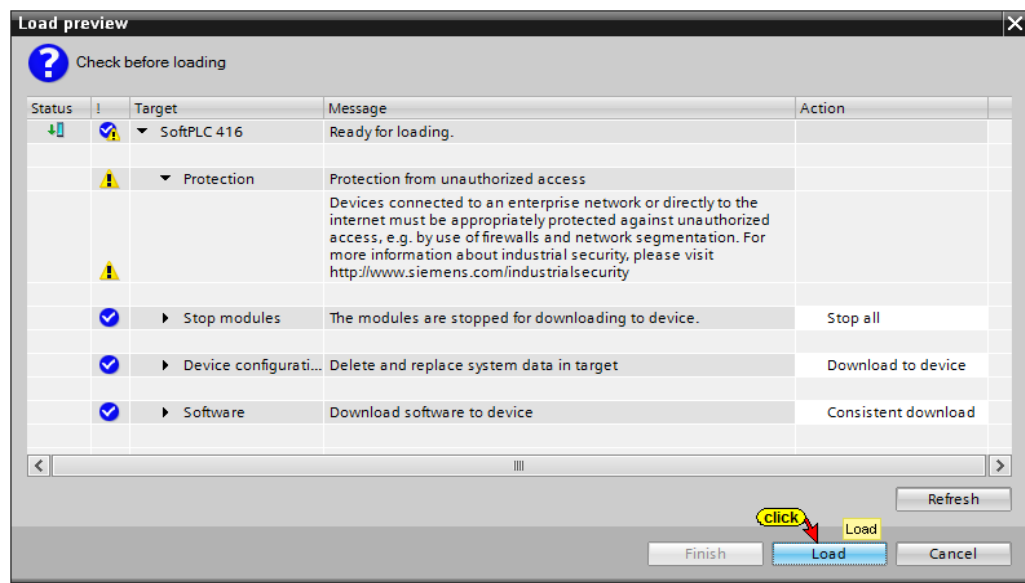 Load preview
Check before loading
Status ! Target Message Action
SoftPLC 416 Ready for loading.
Protection Protection from unauthorized access
Devices connected to an enterprise network or directly to the
internet must be appropriately protected against unauthorized
access, e.g. by use of firewalls and network segmentation. For
more information about industrial security, please visit
http://www.siemens.com/industrialsecurity
Stop modules The modules are stopped for downloading to device. Stop all
Device configurati... Delete and replace system data in target Download to device
Software Download software to device Consistent download
Refresh
click
Load
Finish Load Cancel